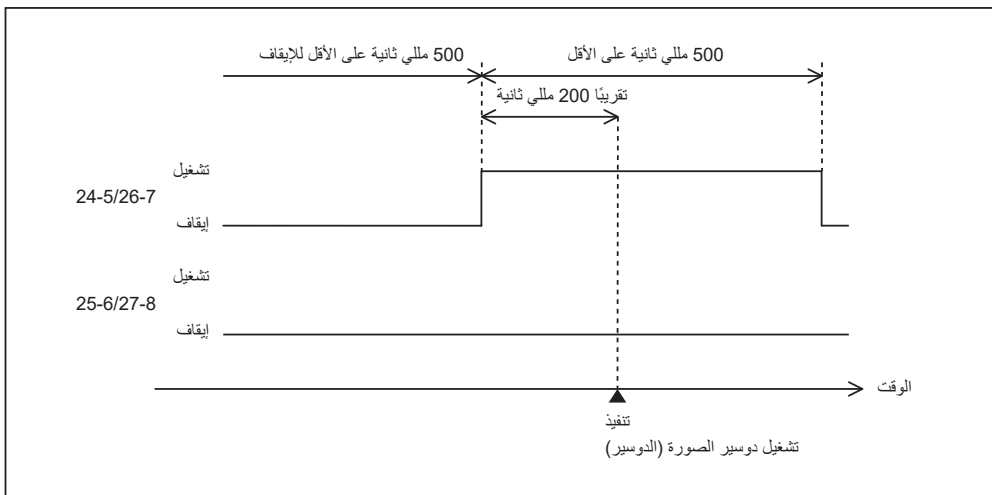 500 مللي ثانية على الأقل للإيقاف
500 مللي ثانية على الأقل
تقريبًا 200 مللي ثانية
تشغيل
24-5/26-7
إيقاف
تشغيل
25-6/27-8
إيقاف
الوقت
تنفيذ
تشغيل دوسير الصورة (الدوسير)